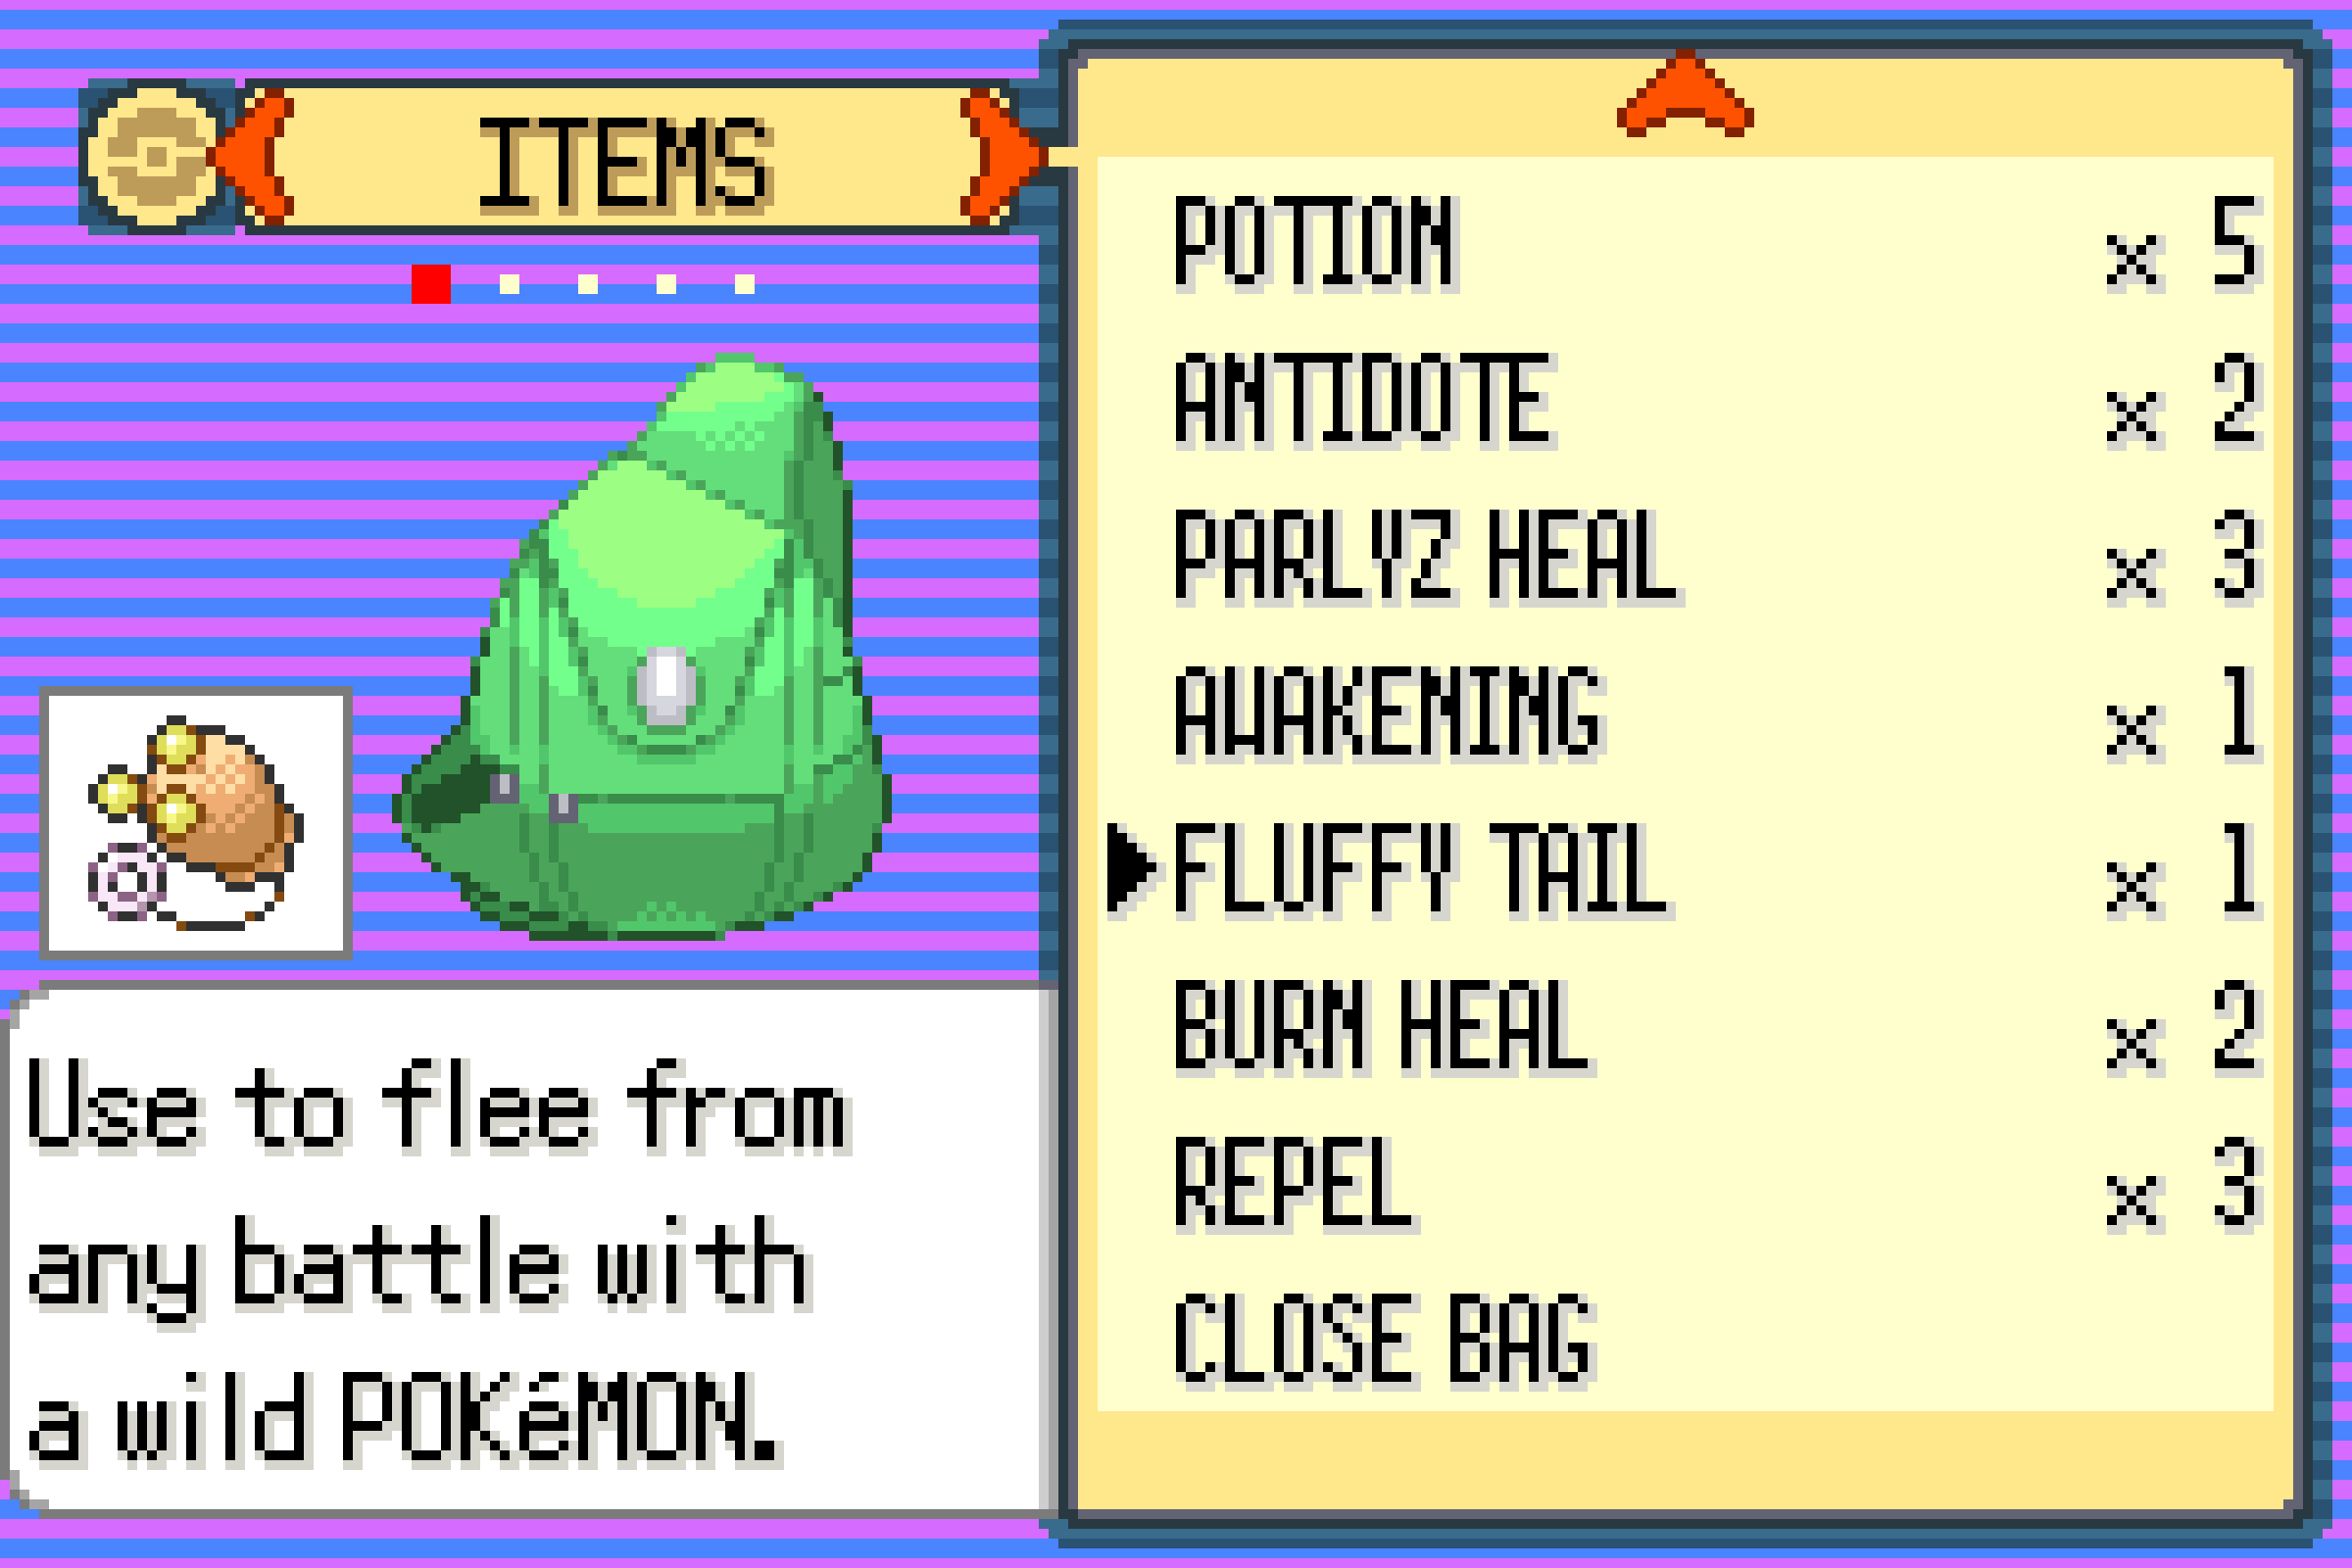 ITEMS
POTION × 5
ANTIDOTE × 2
PARLYZ HEAL × 3
AWAKENING × 1
FLUFFY TAIL × 1
BURN HEAL × 2
REPEL × 3
CLOSE BAG
Use to flee from
any battle with
a wild POKéMON.